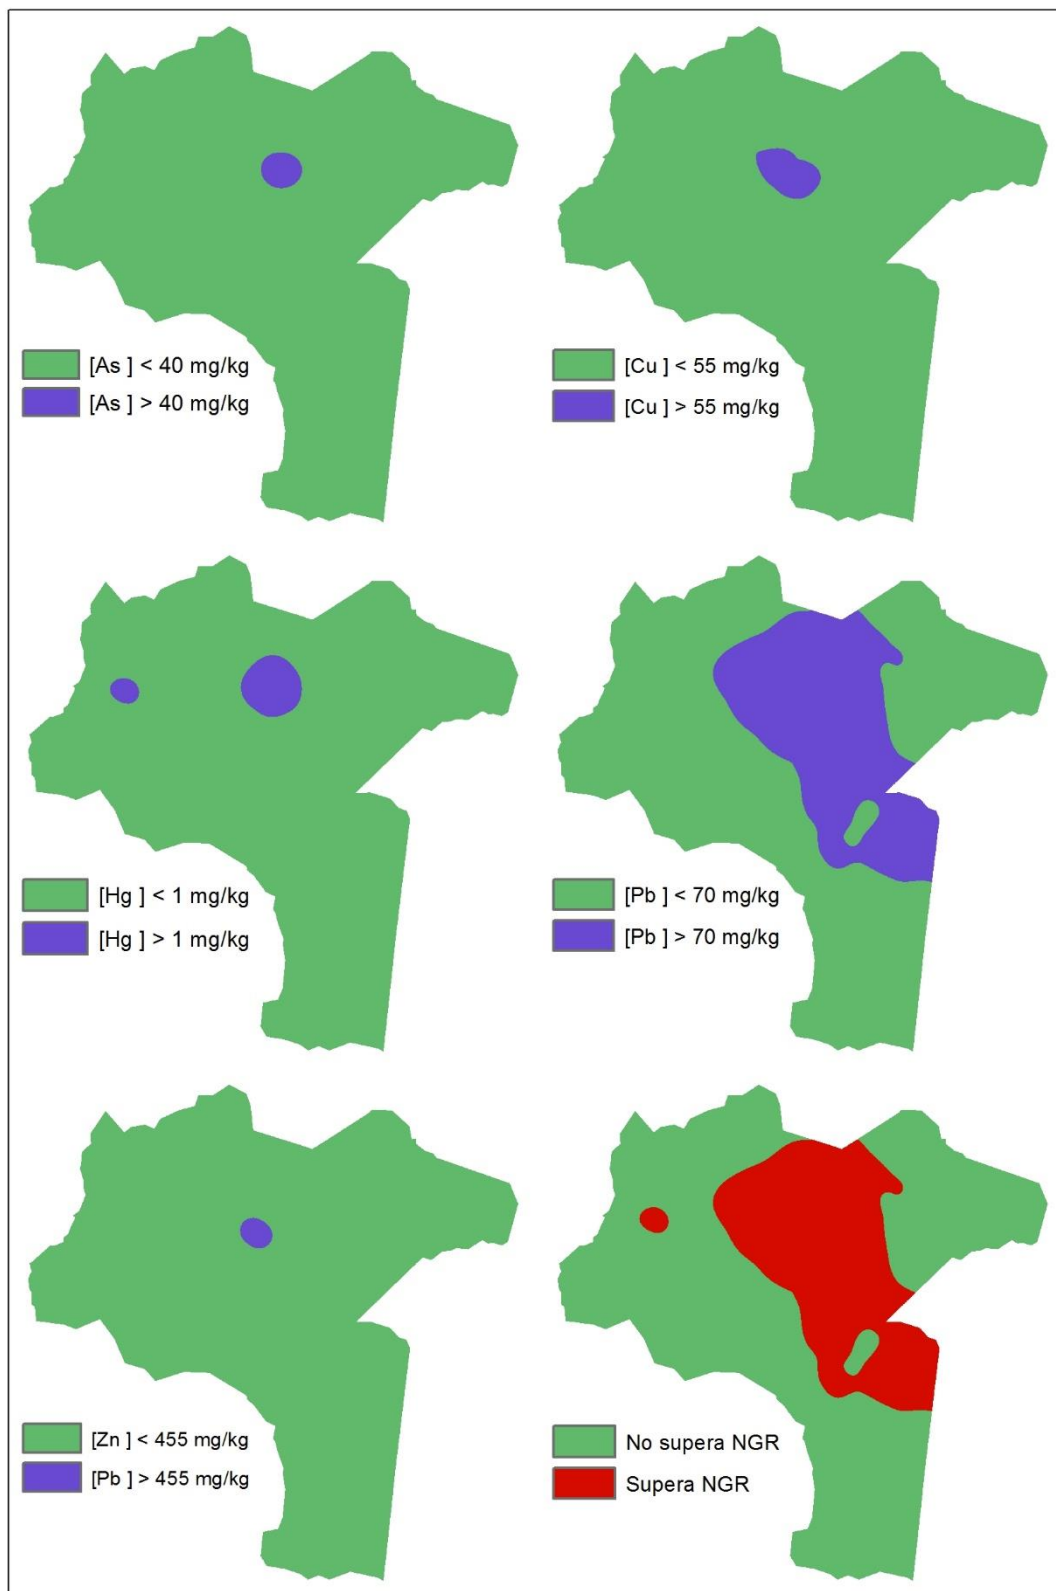 [As ] < 40 mg/kg
[As ] > 40 mg/kg
[Cu ] < 55 mg/kg
[Cu ] > 55 mg/kg
[Hg ] < 1 mg/kg
[Hg ] > 1 mg/kg
[Pb ] < 70 mg/kg
[Pb ] > 70 mg/kg
[Zn ] < 455 mg/kg
[Pb ] > 455 mg/kg
No supera NGR
Supera NGR